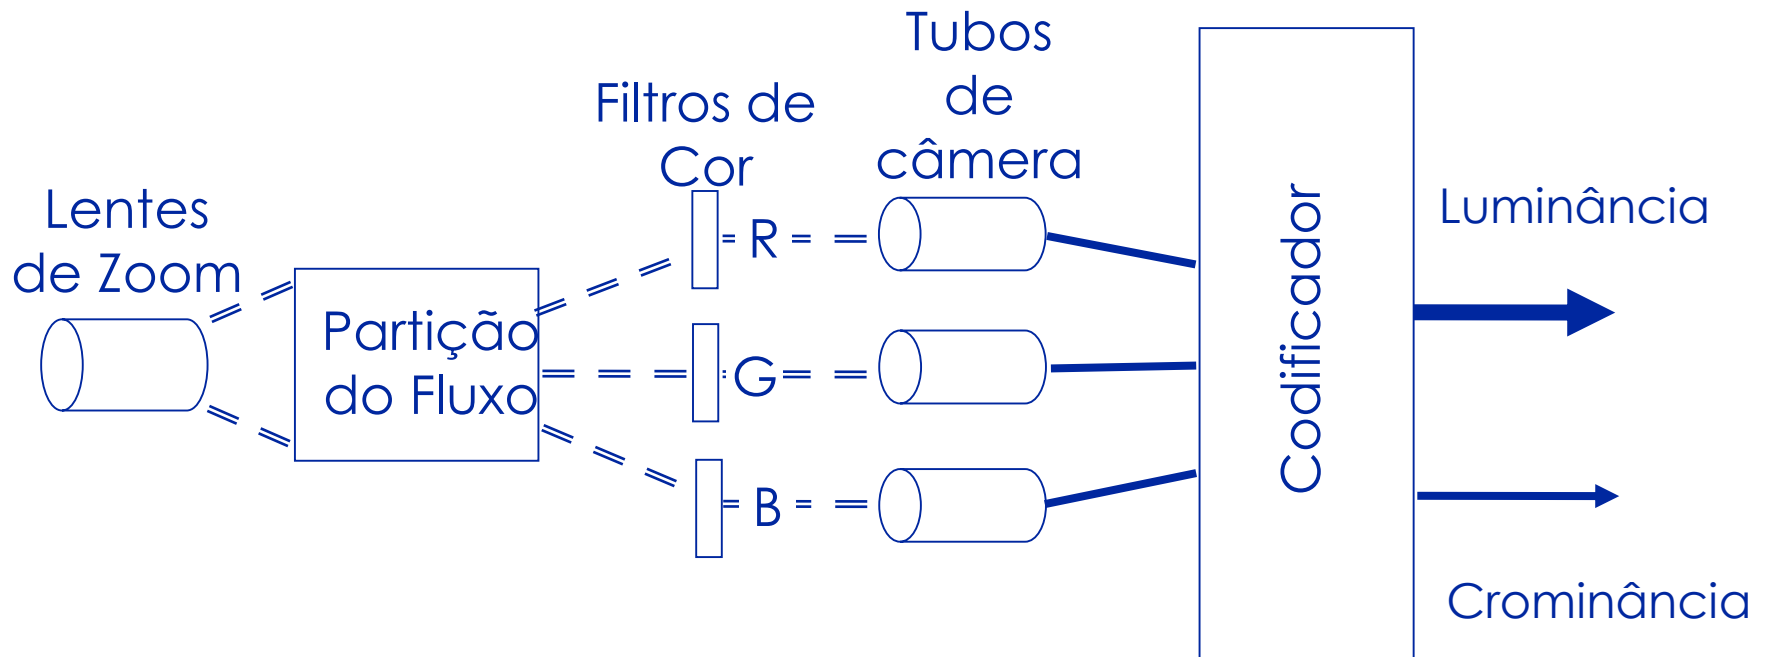 Lentes
de Zoom
Partição
do Fluxo
Filtros de
Cor
R
G
B
Tubos
de
câmera
Codificador
Luminância
Crominância